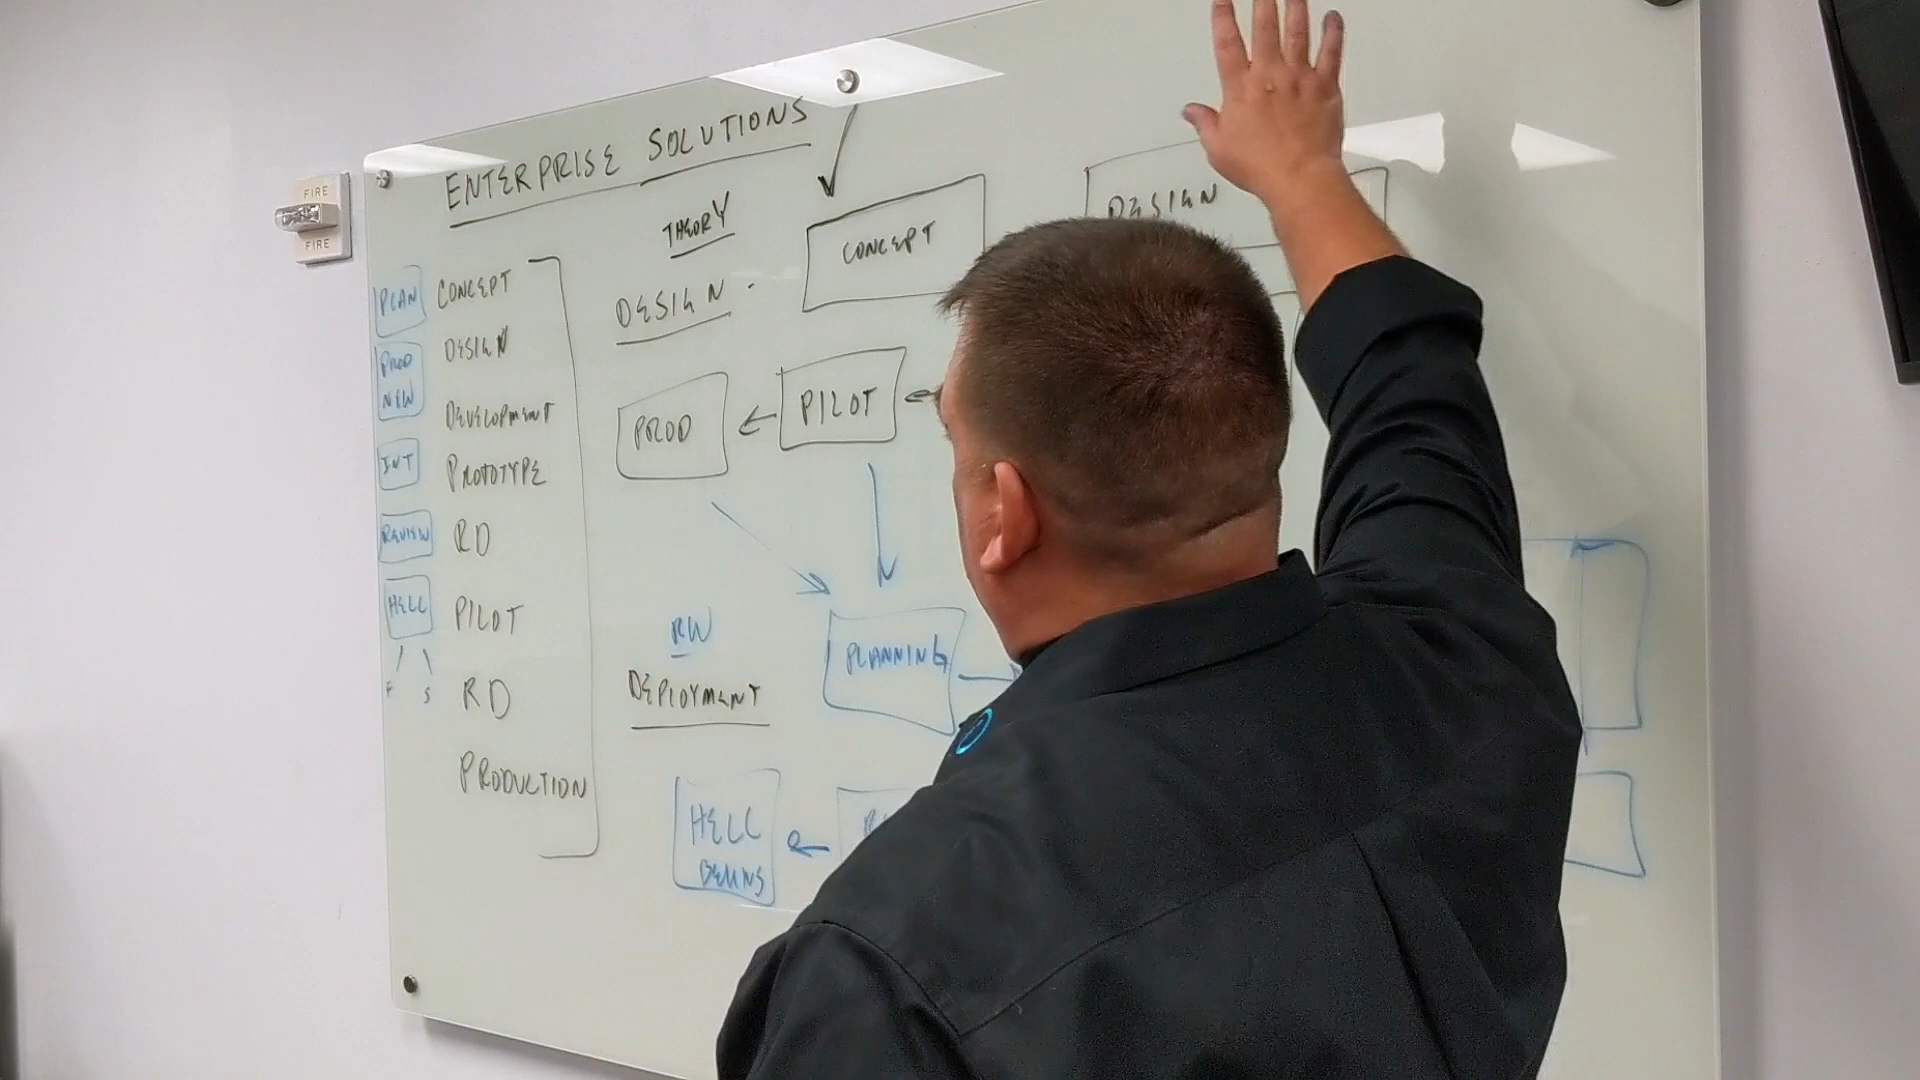 ENTERPRISE SOLUTIONS
FIRE
FIRE
PLAN
PROD
NEW
INT
REVIEW
HELL
F S
CONCEPT
DESIGN
DEVELOPMENT
PROTOTYPE
RD
PILOT
RD
PRODUCTION
THEORY
DESIGN
CONCEPT
DESIGN
PROD
PILOT
RW
DEPLOYMENT
PLANNING
HELL
BEGINS